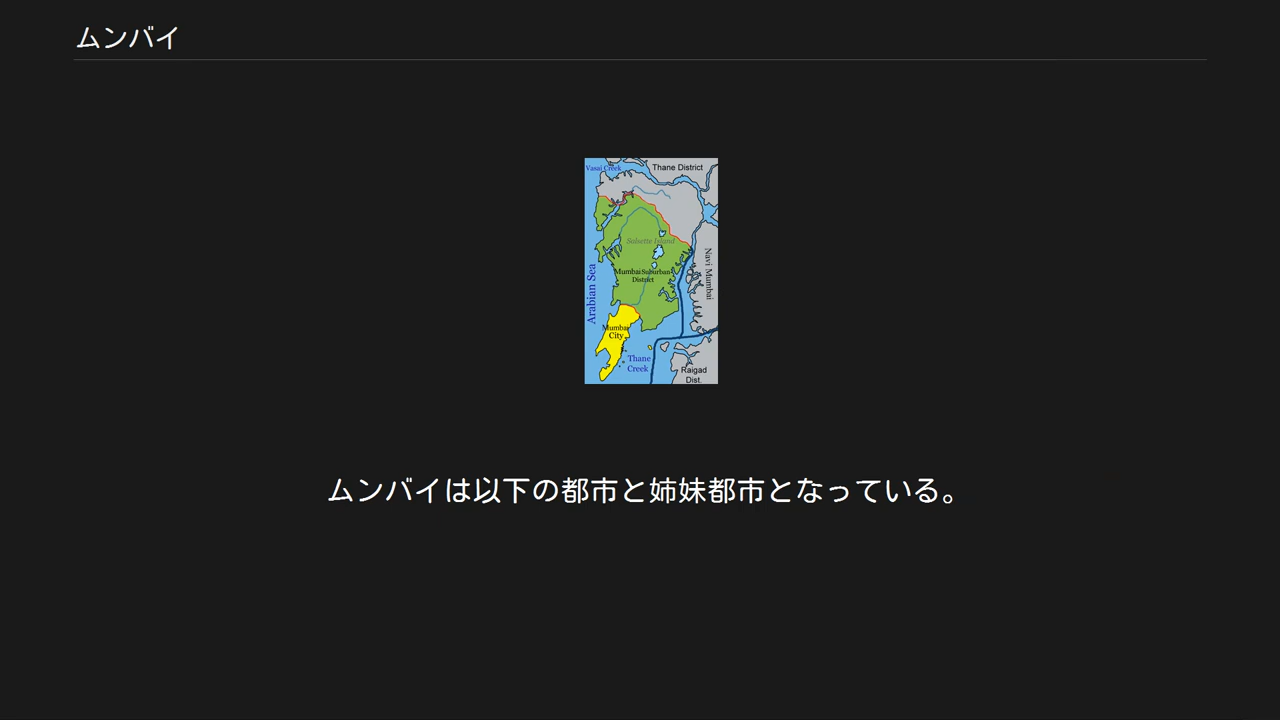 ムンバイ
Vasai Creek
Thane District
Salsette Island
Navi Mumbai
Arabian Sea
Mumbai Suburban
District
Mumbai
City
Thane
Creek
Raigad
Dist.
ムンバイは以下の都市と姉妹都市となっている。